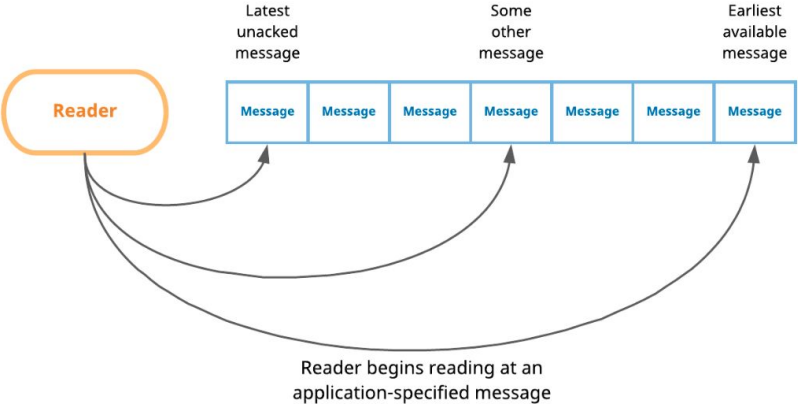 Latest
unacked
message
Some
other
message
Earliest
available
message
Reader
Message Message Message Message Message Message Message
Reader begins reading at an
application-specified message